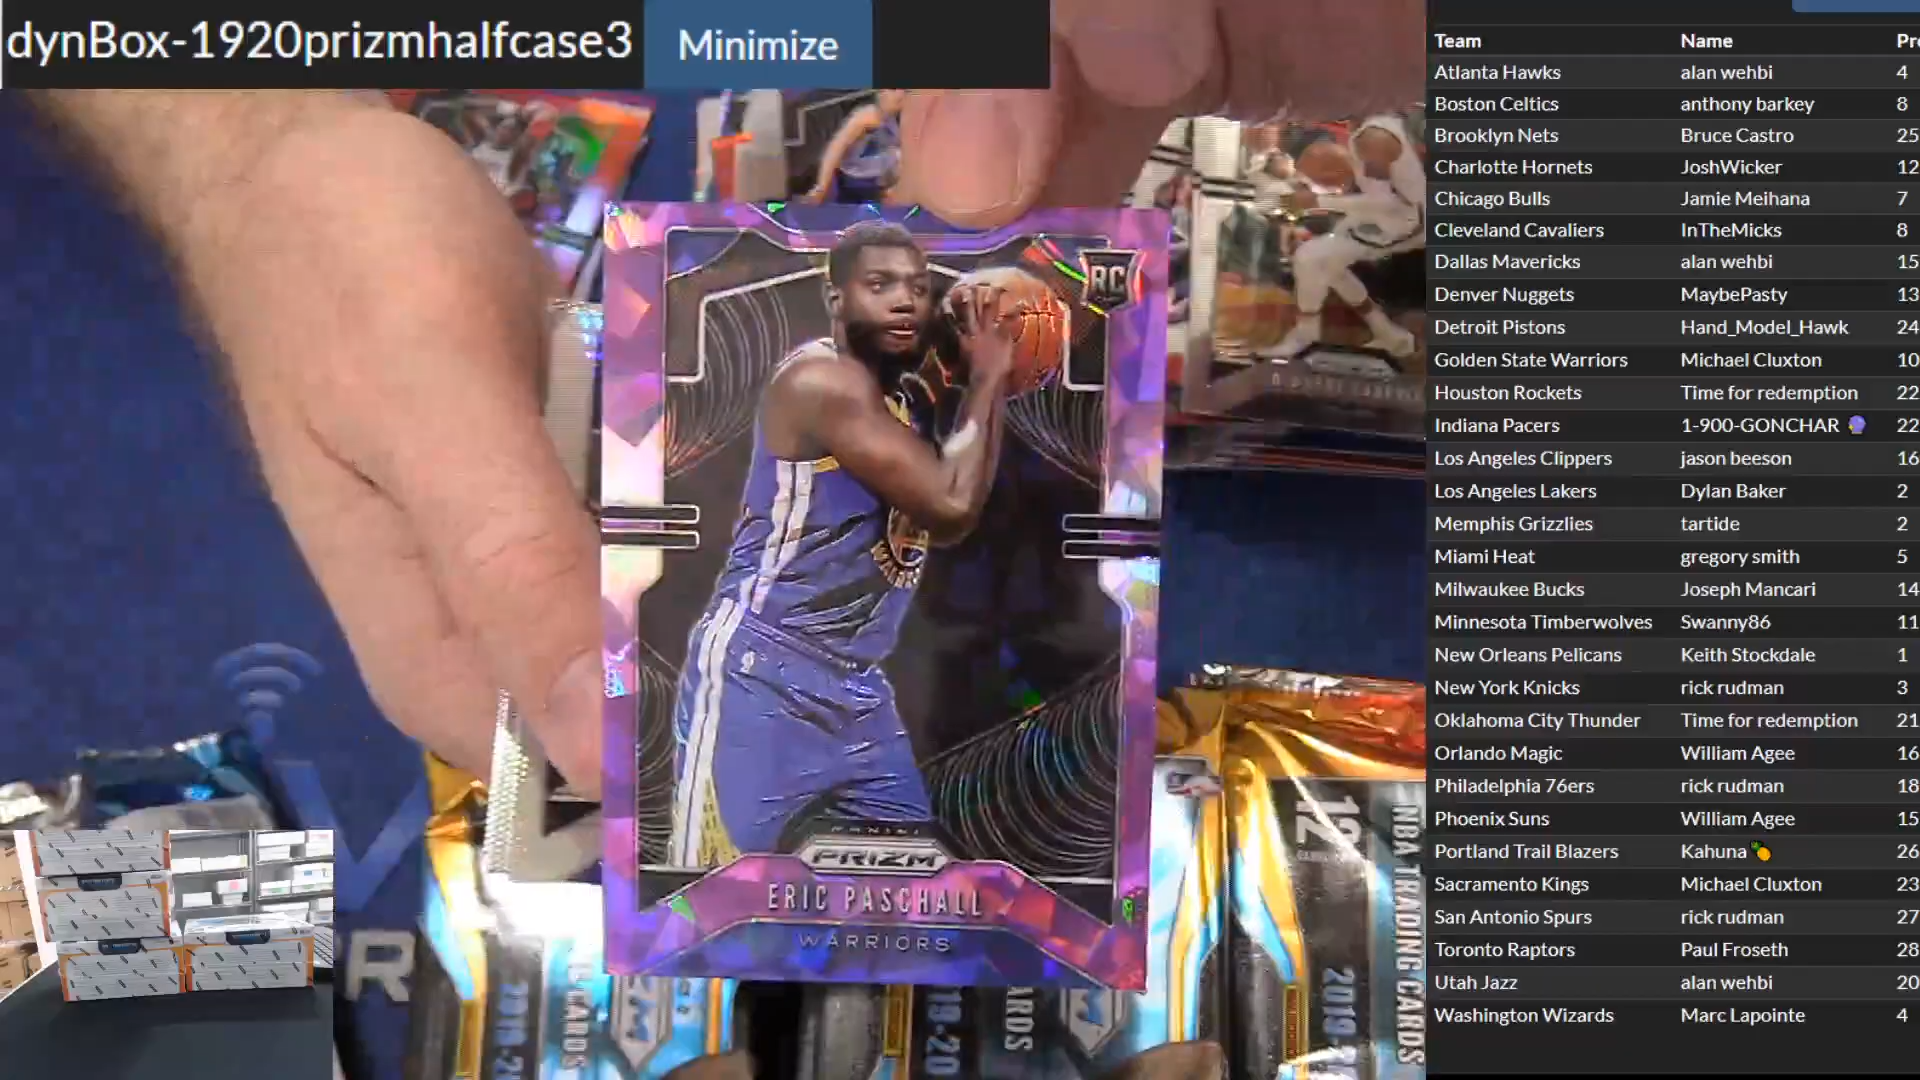 dynBox-1920prizmhalfcase3
Minimize
Team Name
Atlanta Hawks alan wehbi 4
Boston Celtics anthony barkey 8
Brooklyn Nets Bruce Castro 25
Charlotte Hornets JoshWicker 12
Chicago Bulls Jamie Meihana 7
Cleveland Cavaliers InTheMicks 8
Dallas Mavericks alan wehbi 15
Denver Nuggets MaybePasty 13
Detroit Pistons Hand_Model_Hawk 24
Golden State Warriors Michael Cluxton 10
Houston Rockets Time for redemption 22
Indiana Pacers 1-900-GONCHAR 🔮 22
Los Angeles Clippers jason beeson 16
Los Angeles Lakers Dylan Baker 2
Memphis Grizzlies tartide 2
Miami Heat gregory smith 5
Milwaukee Bucks Joseph Mancari 14
Minnesota Timberwolves Swanny86 11
New Orleans Pelicans Keith Stockdale 1
New York Knicks rick rudman 3
Oklahoma City Thunder Time for redemption 21
Orlando Magic William Agee 16
Philadelphia 76ers rick rudman 18
Phoenix Suns William Agee 15
Portland Trail Blazers Kahuna🍍 26
Sacramento Kings Michael Cluxton 23
San Antonio Spurs rick rudman 27
Toronto Raptors Paul Froseth 28
Utah Jazz alan wehbi 20
Washington Wizards Marc Lapointe 4
RC
WARRIORS
PANINI
PRIZM
ERIC PASCHALL
WARRIORS
12
NBA TRADING CARDS
19-20
CARDS